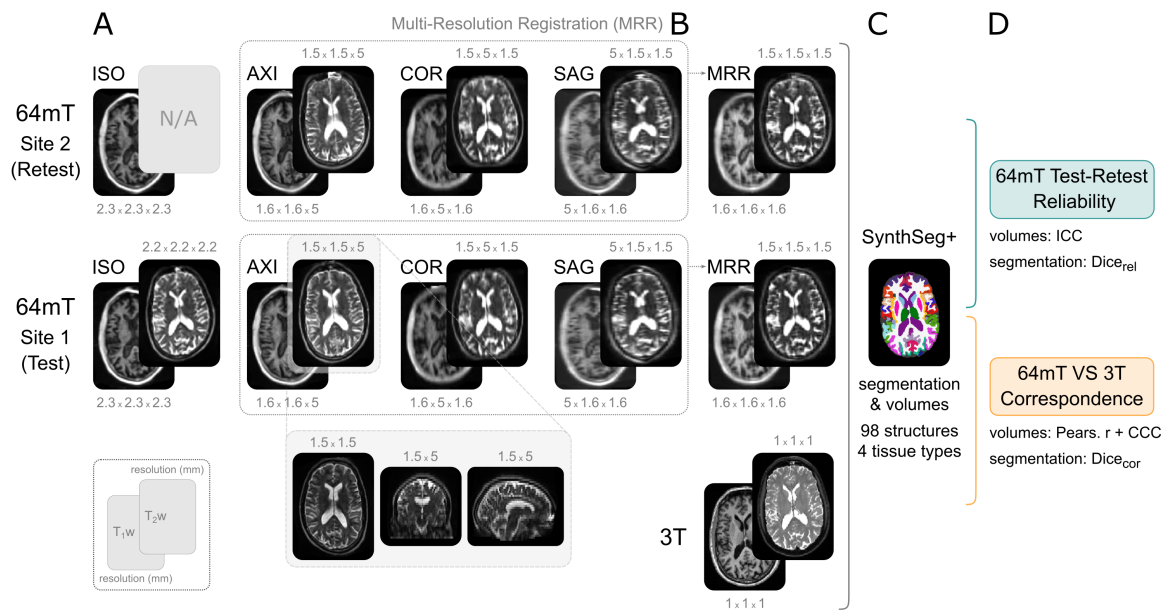 A
Multi-Resolution Registration (MRR)
B
C
D
1.5 x 1.5 x 5
1.5 x 5 x 1.5
5 x 1.5 x 1.5
1.5 x 1.5 x 1.5
ISO
AXI
COR
SAG
MRR
N/A
64mT
Site 2
(Retest)
2.3 x 2.3 x 2.3
1.6 x 1.6 x 5
1.6 x 5 x 1.6
5 x 1.6 x 1.6
1.6 x 1.6 x 1.6
2.2 x 2.2 x 2.2
1.5 x 1.5 x 5
1.5 x 5 x 1.5
5 x 1.5 x 1.5
1.5 x 1.5 x 1.5
ISO
AXI
COR
SAG
MRR
64mT
Site 1
(Test)
2.3 x 2.3 x 2.3
1.6 x 1.6 x 5
1.6 x 5 x 1.6
5 x 1.6 x 1.6
1.6 x 1.6 x 1.6
1.5 x 1.5
1.5 x 5
1.5 x 5
resolution (mm)
T1w
T2w
resolution (mm)
3T
1 x 1 x 1
1 x 1 x 1
SynthSeg+
segmentation
& volumes
98 structures
4 tissue types
64mT Test-Retest
Reliability
volumes: ICC
segmentation: Dicerel
64mT VS 3T
Correspondence
volumes: Pears. r + CCC
segmentation: Dicecor